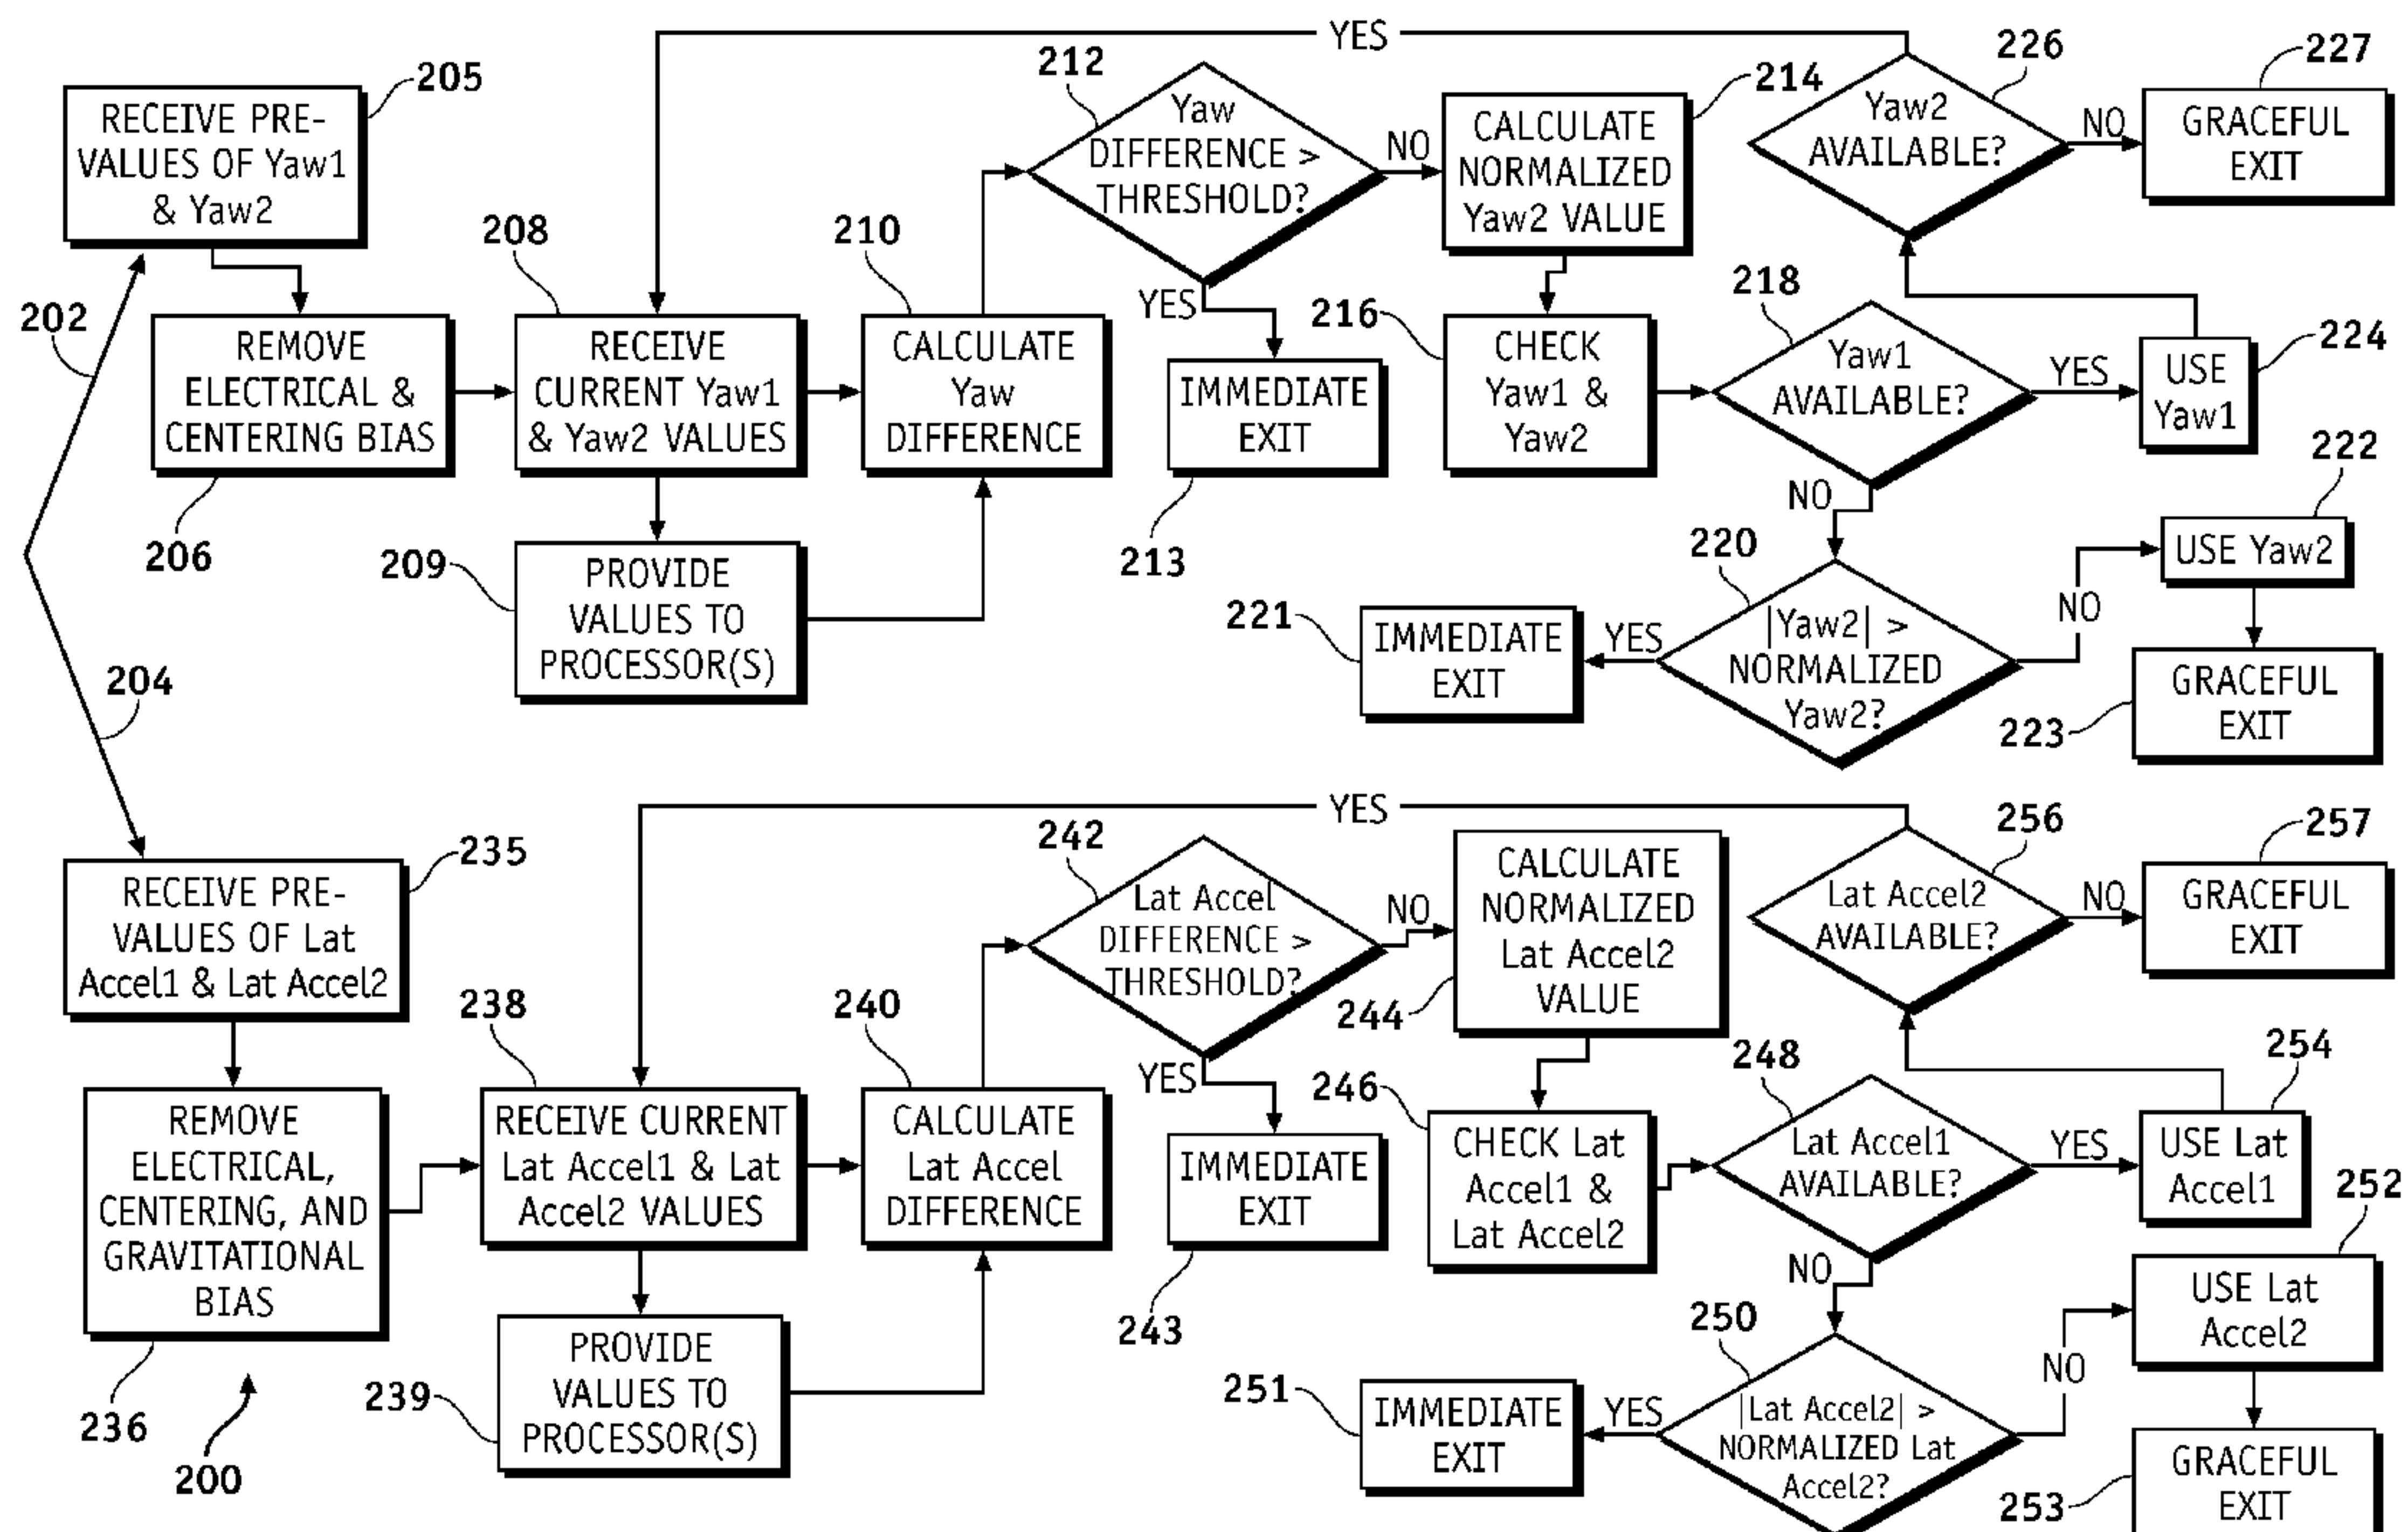 205
RECEIVE PRE-
VALUES OF Yaw1
& Yaw2
202
204
REMOVE
ELECTRICAL &
CENTERING BIAS
206
208
RECEIVE
CURRENT Yaw1
& Yaw2 VALUES
209
PROVIDE
VALUES TO
PROCESSOR(S)
210
CALCULATE
Yaw
DIFFERENCE
212
Yaw
DIFFERENCE >
THRESHOLD?
YES
IMMEDIATE
EXIT
213
NO
214
CALCULATE
NORMALIZED
Yaw2 VALUE
216
CHECK
Yaw1 &
Yaw2
218
Yaw1
AVAILABLE?
YES
USE
Yaw1
224
226
Yaw2
AVAILABLE?
YES
NO
227
GRACEFUL
EXIT
NO
220
|Yaw2| >
NORMALIZED
Yaw2?
YES
221
IMMEDIATE
EXIT
NO
222
USE Yaw2
223
GRACEFUL
EXIT
235
RECEIVE PRE-
VALUES OF Lat
Accel1 & Lat Accel2
REMOVE
ELECTRICAL,
CENTERING, AND
GRAVITATIONAL
BIAS
236
200
238
RECEIVE CURRENT
Lat Accel1 & Lat
Accel2 VALUES
239
PROVIDE
VALUES TO
PROCESSOR(S)
240
CALCULATE
Lat Accel
DIFFERENCE
242
Lat Accel
DIFFERENCE >
THRESHOLD?
YES
IMMEDIATE
EXIT
243
NO
CALCULATE
NORMALIZED
Lat Accel2
VALUE
244
246
CHECK Lat
Accel1 &
Lat Accel2
248
Lat Accel1
AVAILABLE?
YES
254
USE Lat
Accel1
256
Lat Accel2
AVAILABLE?
YES
NO
257
GRACEFUL
EXIT
NO
250
|Lat Accel2| >
NORMALIZED Lat
Accel2?
YES
251
IMMEDIATE
EXIT
NO
252
USE Lat
Accel2
253
GRACEFUL
EXIT